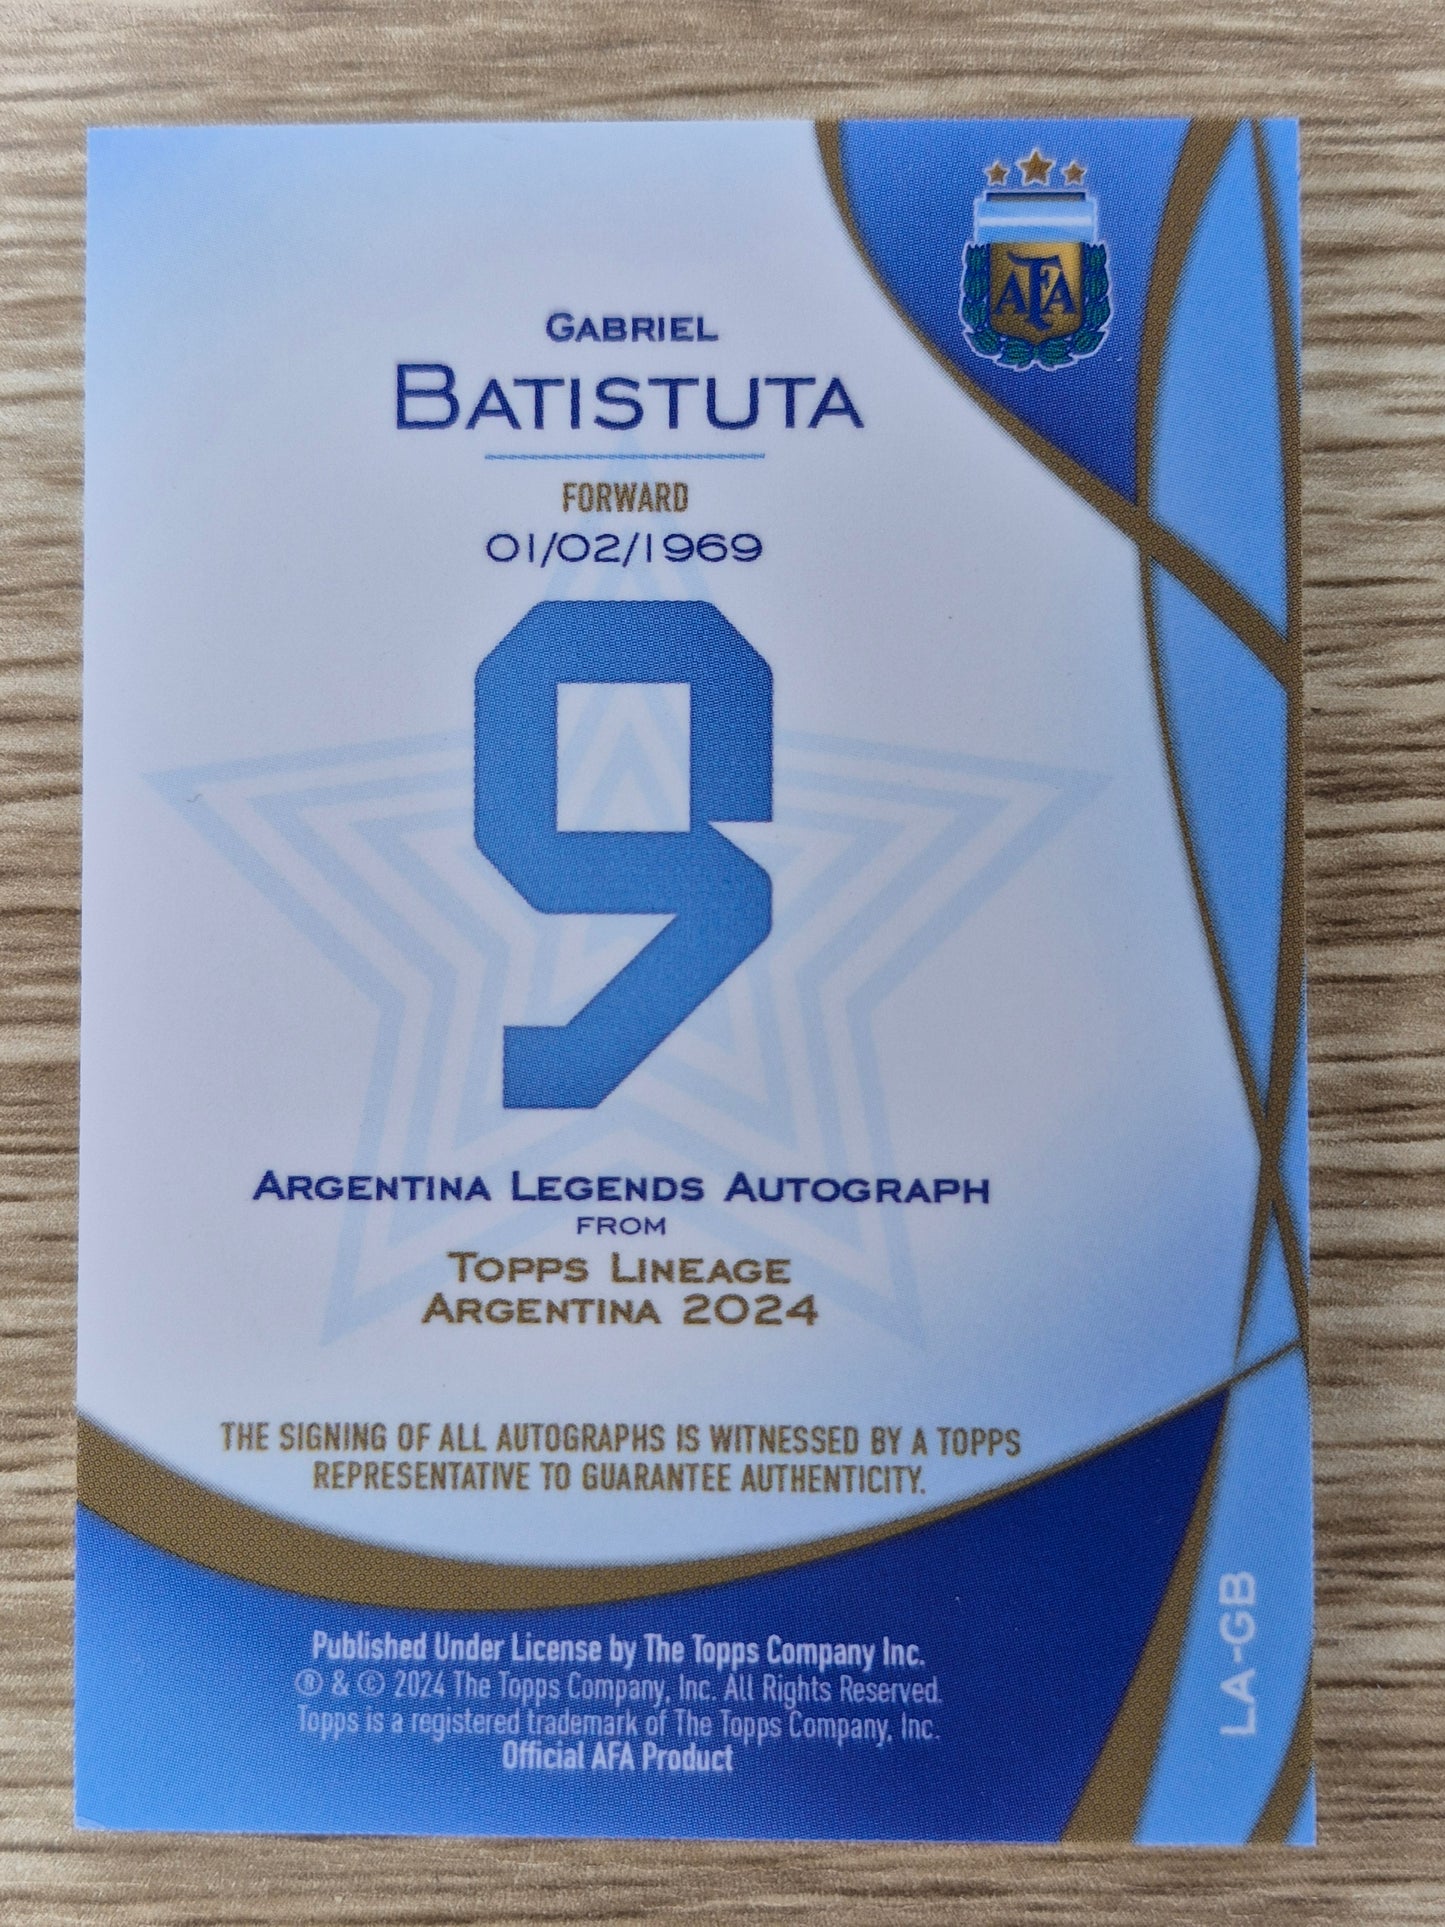 AFA
GABRIEL
BATISTUTA
FORWARD
01/02/1969
9
ARGENTINA LEGENDS AUTOGRAPH
FROM
TOPPS LINEAGE
ARGENTINA 2024
THE SIGNING OF ALL AUTOGRAPHS IS WITNESSED BY A TOPPS
REPRESENTATIVE TO GUARANTEE AUTHENTICITY.
Published Under License by The Topps Company Inc.
® & © 2024 The Topps Company, Inc. All Rights Reserved.
Topps is a registered trademark of The Topps Company, Inc.
Official AFA Product
LA-GB